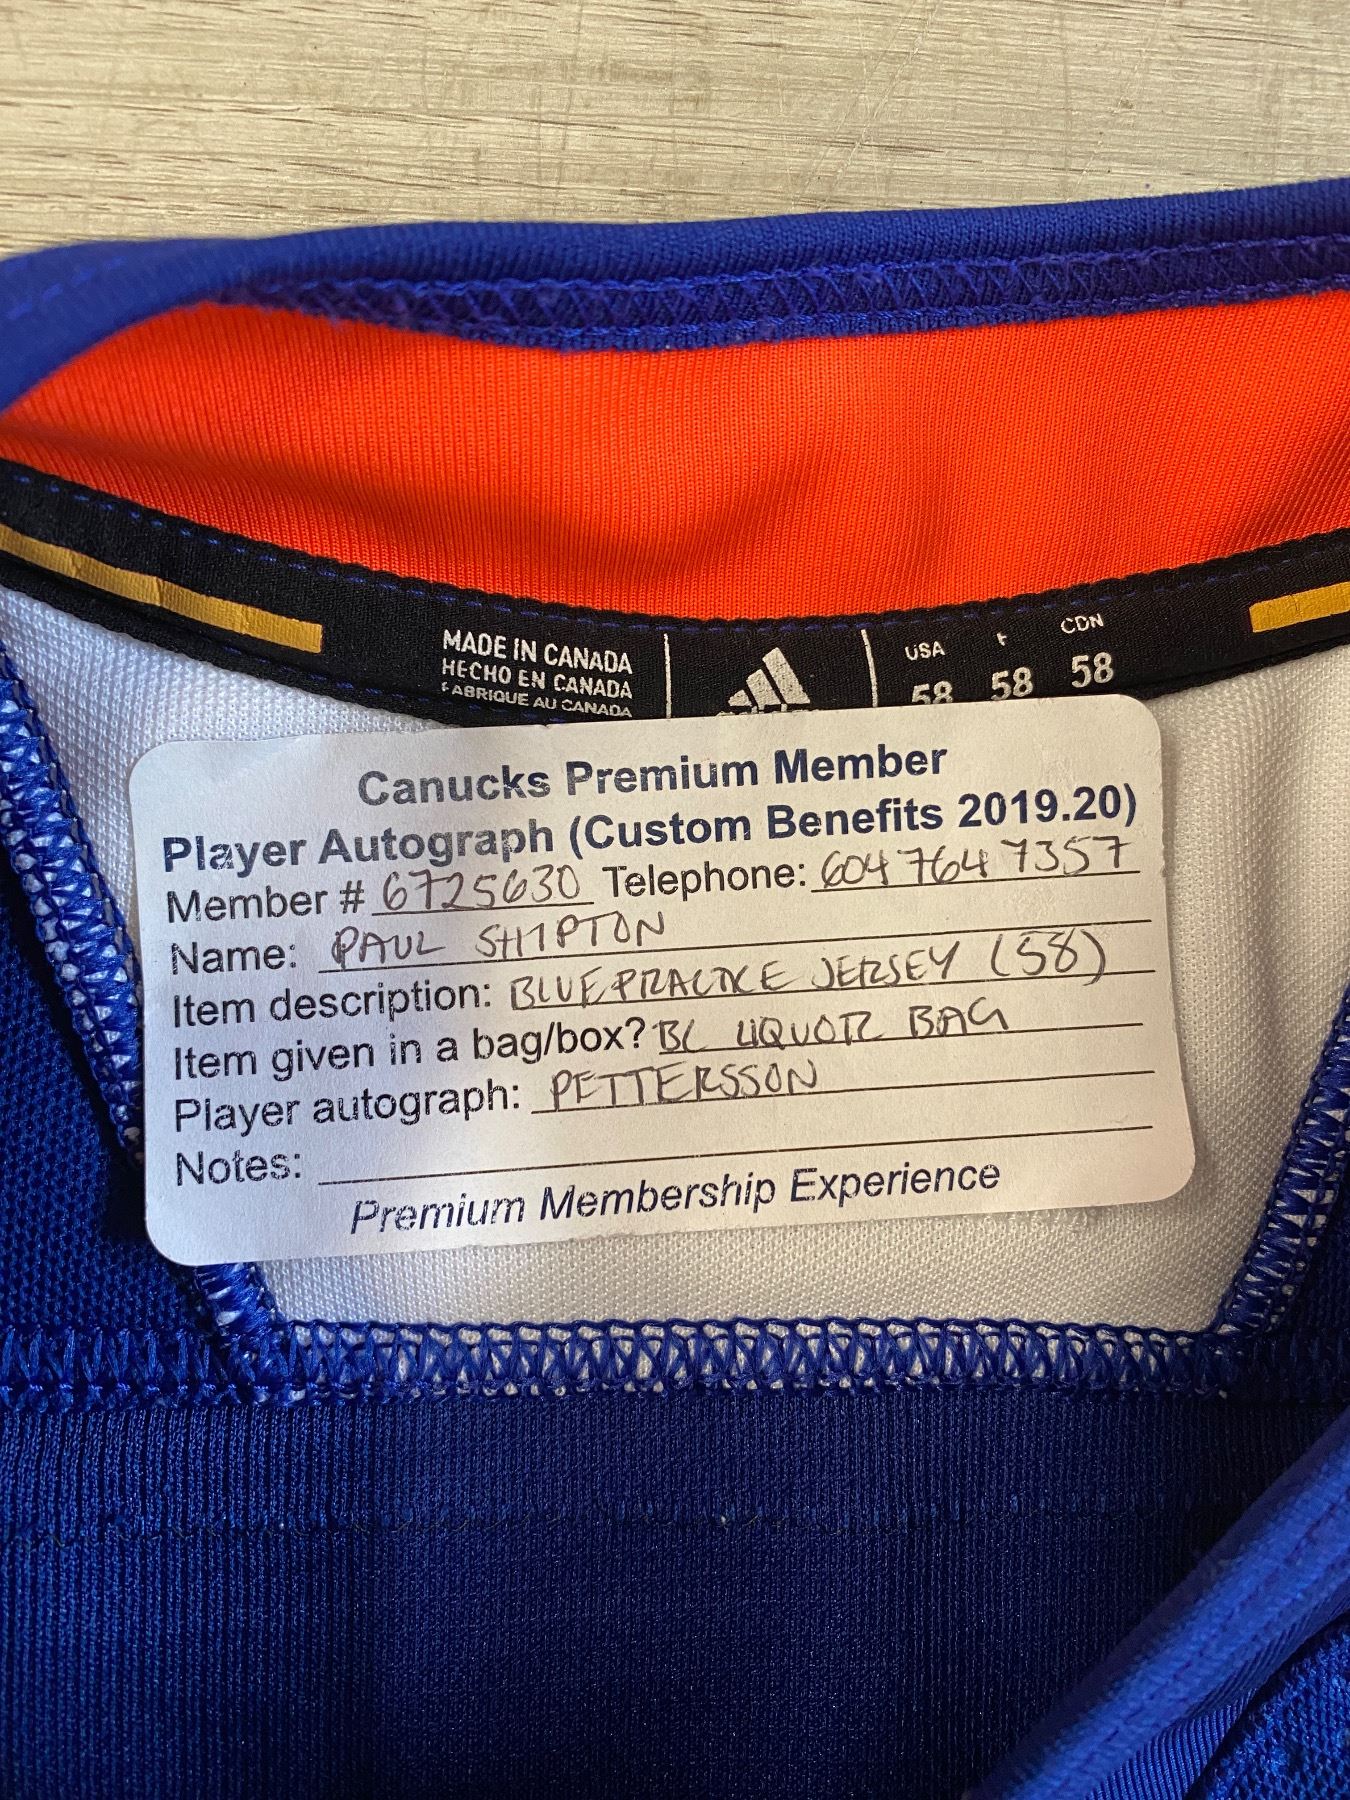 MADE IN CANADA
HECHO EN CANADA
FABRIQUE AU CANADA
USA F CDN
58 58 58
Canucks Premium Member
Player Autograph (Custom Benefits 2019.20)
Member # 6725630 Telephone: 604 764 7357
Name: PAUL SHIPTON
Item description: BLUE PRACTICE JERSEY (58)
Item given in a bag/box? BC LIQUOR BAG
Player autograph: PETTERSSON
Notes:
Premium Membership Experience